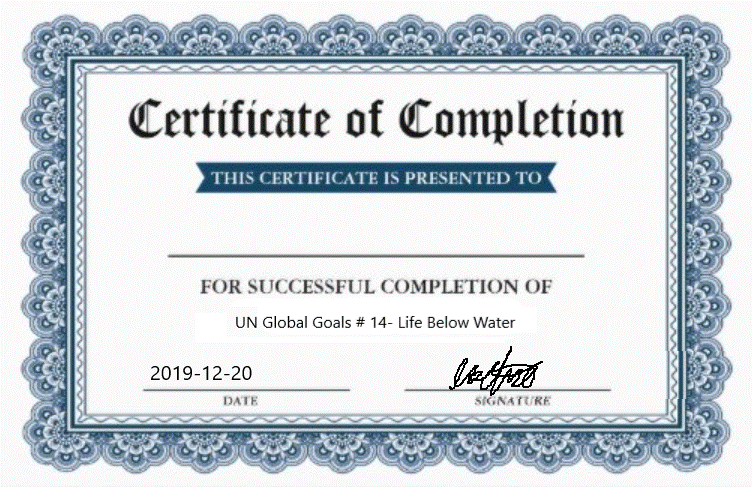 Certificate of Completion
THIS CERTIFICATE IS PRESENTED TO
FOR SUCCESSFUL COMPLETION OF
UN Global Goals # 14- Life Below Water
2019-12-20
DATE
SIGNATURE